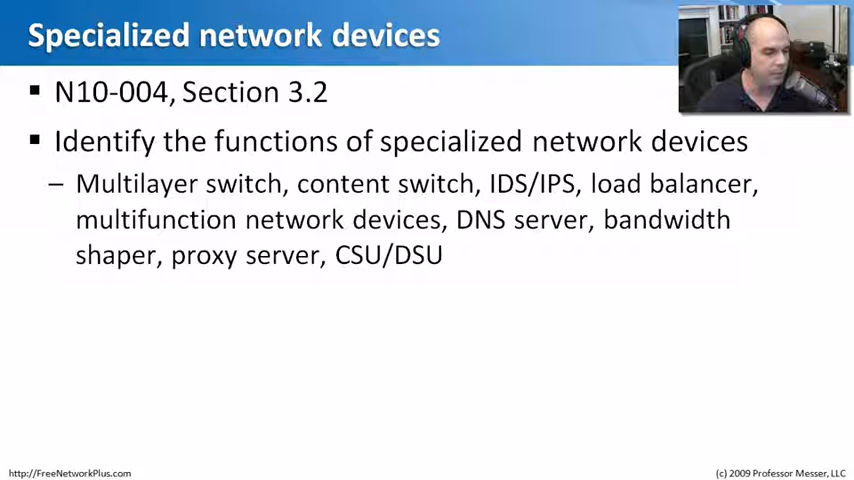 Specialized network devices
▪ N10-004, Section 3.2
▪ Identify the functions of specialized network devices
– Multilayer switch, content switch, IDS/IPS, load balancer,
multifunction network devices, DNS server, bandwidth
shaper, proxy server, CSU/DSU
http://FreeNetworkPlus.com
(c) 2009 Professor Messer, LLC